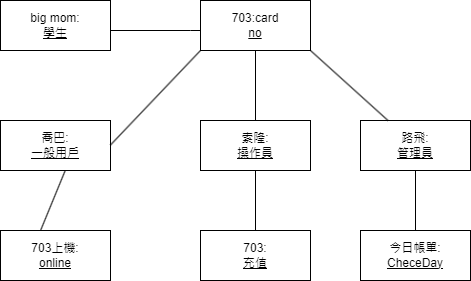 big mom:
學生
703:card
no
喬巴:
一般用戶
索隆:
操作員
路飛:
管理員
703上機:
online
703:
充值
今日帳單:
CheceDay